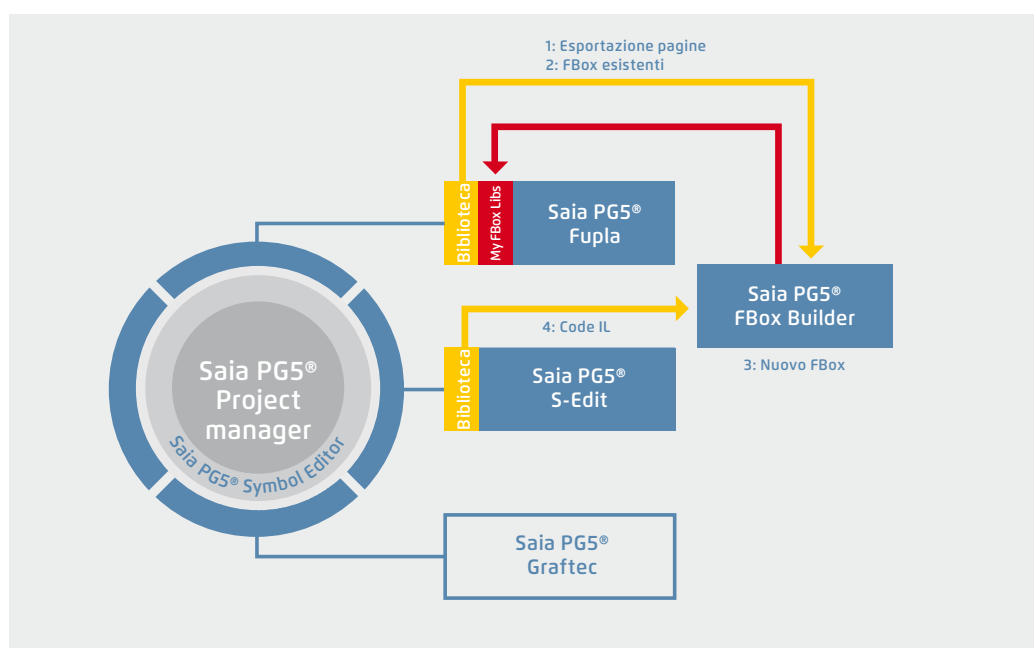 1: Esportazione pagine
2: FBox esistenti
Biblioteca
My FBox Libs
Saia PG5®
Fupla
Saia PG5®
FBox Builder
3: Nuovo FBox
4: Code IL
Biblioteca
Saia PG5®
S-Edit
Saia PG5®
Project
manager
Saia PG5® Symbol Editor
Saia PG5®
Graftec